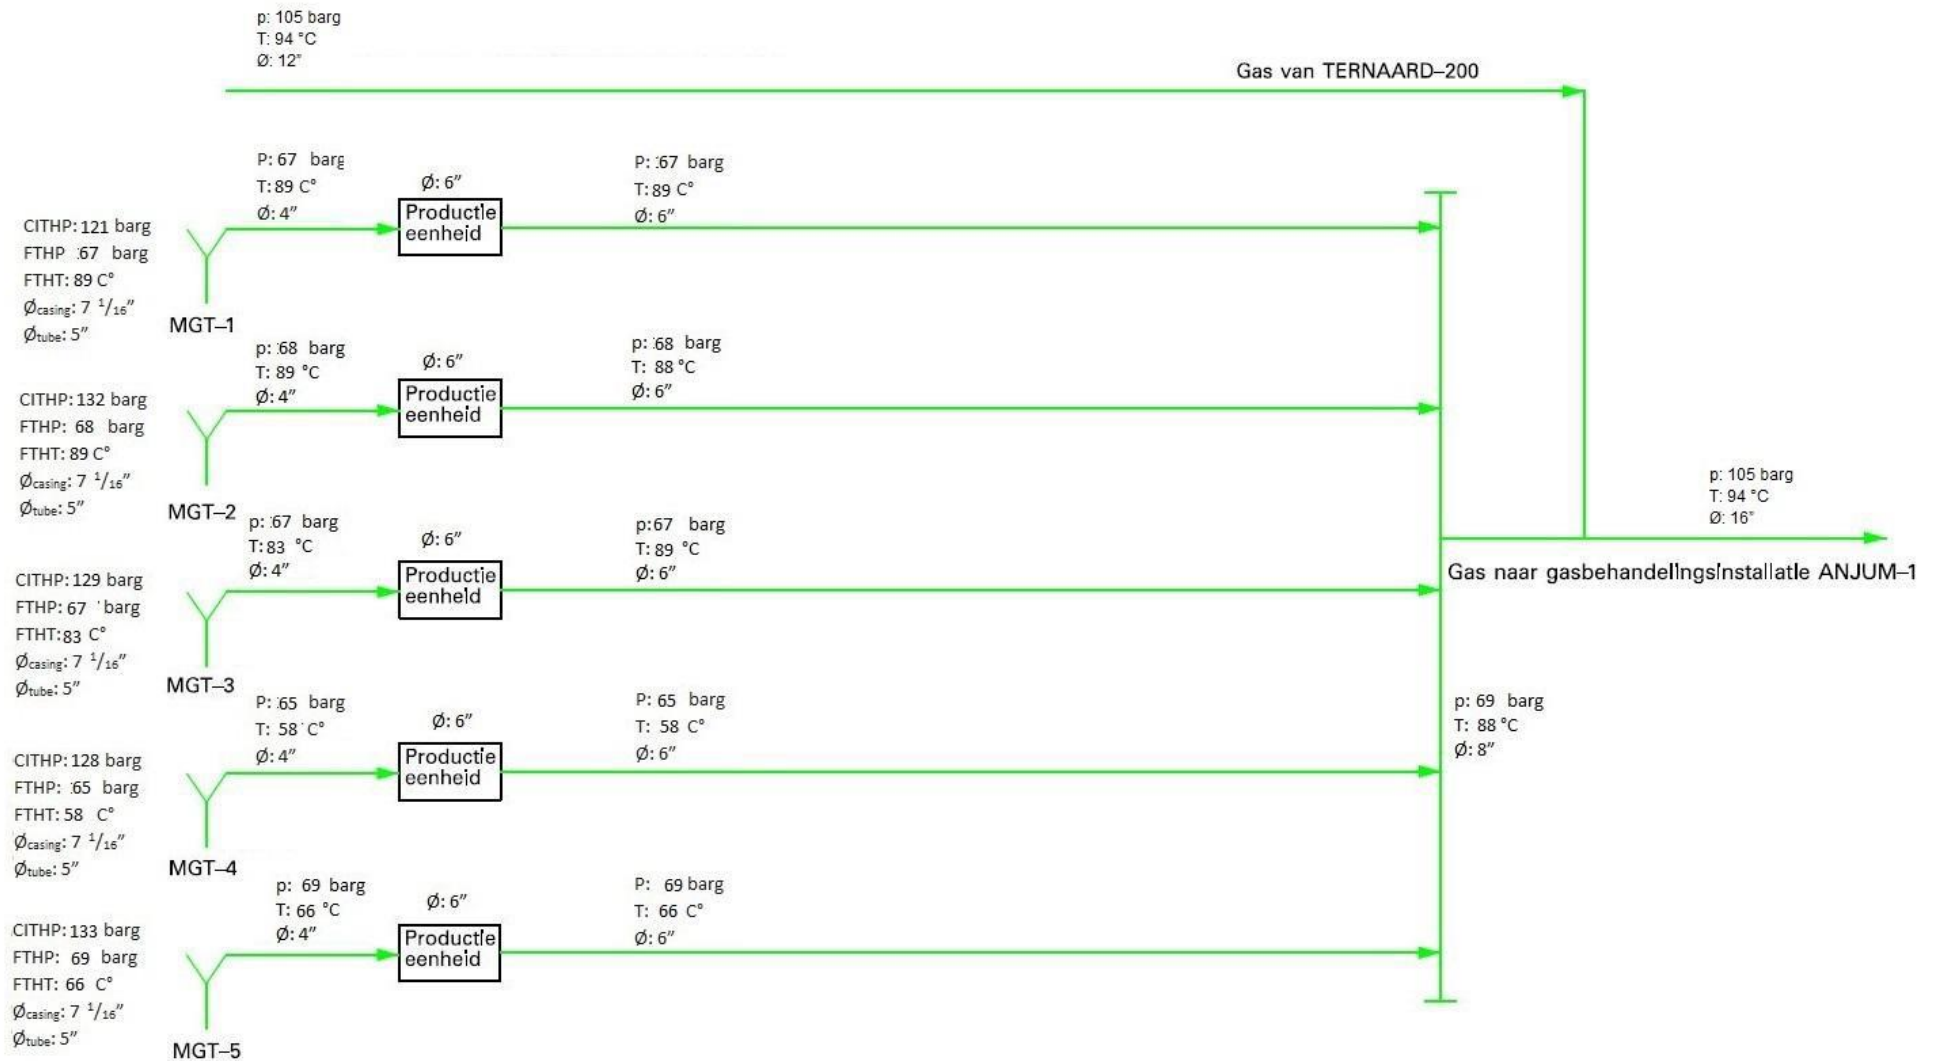 p: 105 barg
T: 94 °C
Ø: 12"
Gas van TERNAARD–200
P: 67 barg
T: 89 C°
Ø: 4”
Ø: 6”
Productie
eenheid
P: 67 barg
T: 89 C°
Ø: 6”
CITHP: 121 barg
FTHP :67 barg
FTHT: 89 C°
Øcasing: 7 1/16”
Øtube: 5”
MGT–1
p: 68 barg
T: 89 °C
Ø: 4”
Ø: 6”
Productie
eenheid
p: 68 barg
T: 88 °C
Ø: 6”
CITHP: 132 barg
FTHP: 68 barg
FTHT: 89 C°
Øcasing: 7 1/16”
Øtube: 5”
MGT–2
p: 67 barg
T: 83 °C
Ø: 4”
Ø: 6”
Productie
eenheid
p:67 barg
T: 89 °C
Ø: 6”
CITHP: 129 barg
FTHP: 67 barg
FTHT: 83 C°
Øcasing: 7 1/16”
Øtube: 5”
MGT–3
p: 105 barg
T: 94 °C
Ø: 16"
Gas naar gasbehandelingsinstallatie ANJUM–1
P: 65 barg
T: 58 C°
Ø: 4”
Ø: 6”
Productie
eenheid
P: 65 barg
T: 58 C°
Ø: 6”
p: 69 barg
T: 88 °C
Ø: 8”
CITHP: 128 barg
FTHP: 65 barg
FTHT: 58 C°
Øcasing: 7 1/16”
Øtube: 5”
MGT–4
p: 69 barg
T: 66 °C
Ø: 4”
Ø: 6”
Productie
eenheid
P: 69 barg
T: 66 C°
Ø: 6”
CITHP: 133 barg
FTHP: 69 barg
FTHT: 66 C°
Øcasing: 7 1/16”
Øtube: 5”
MGT–5